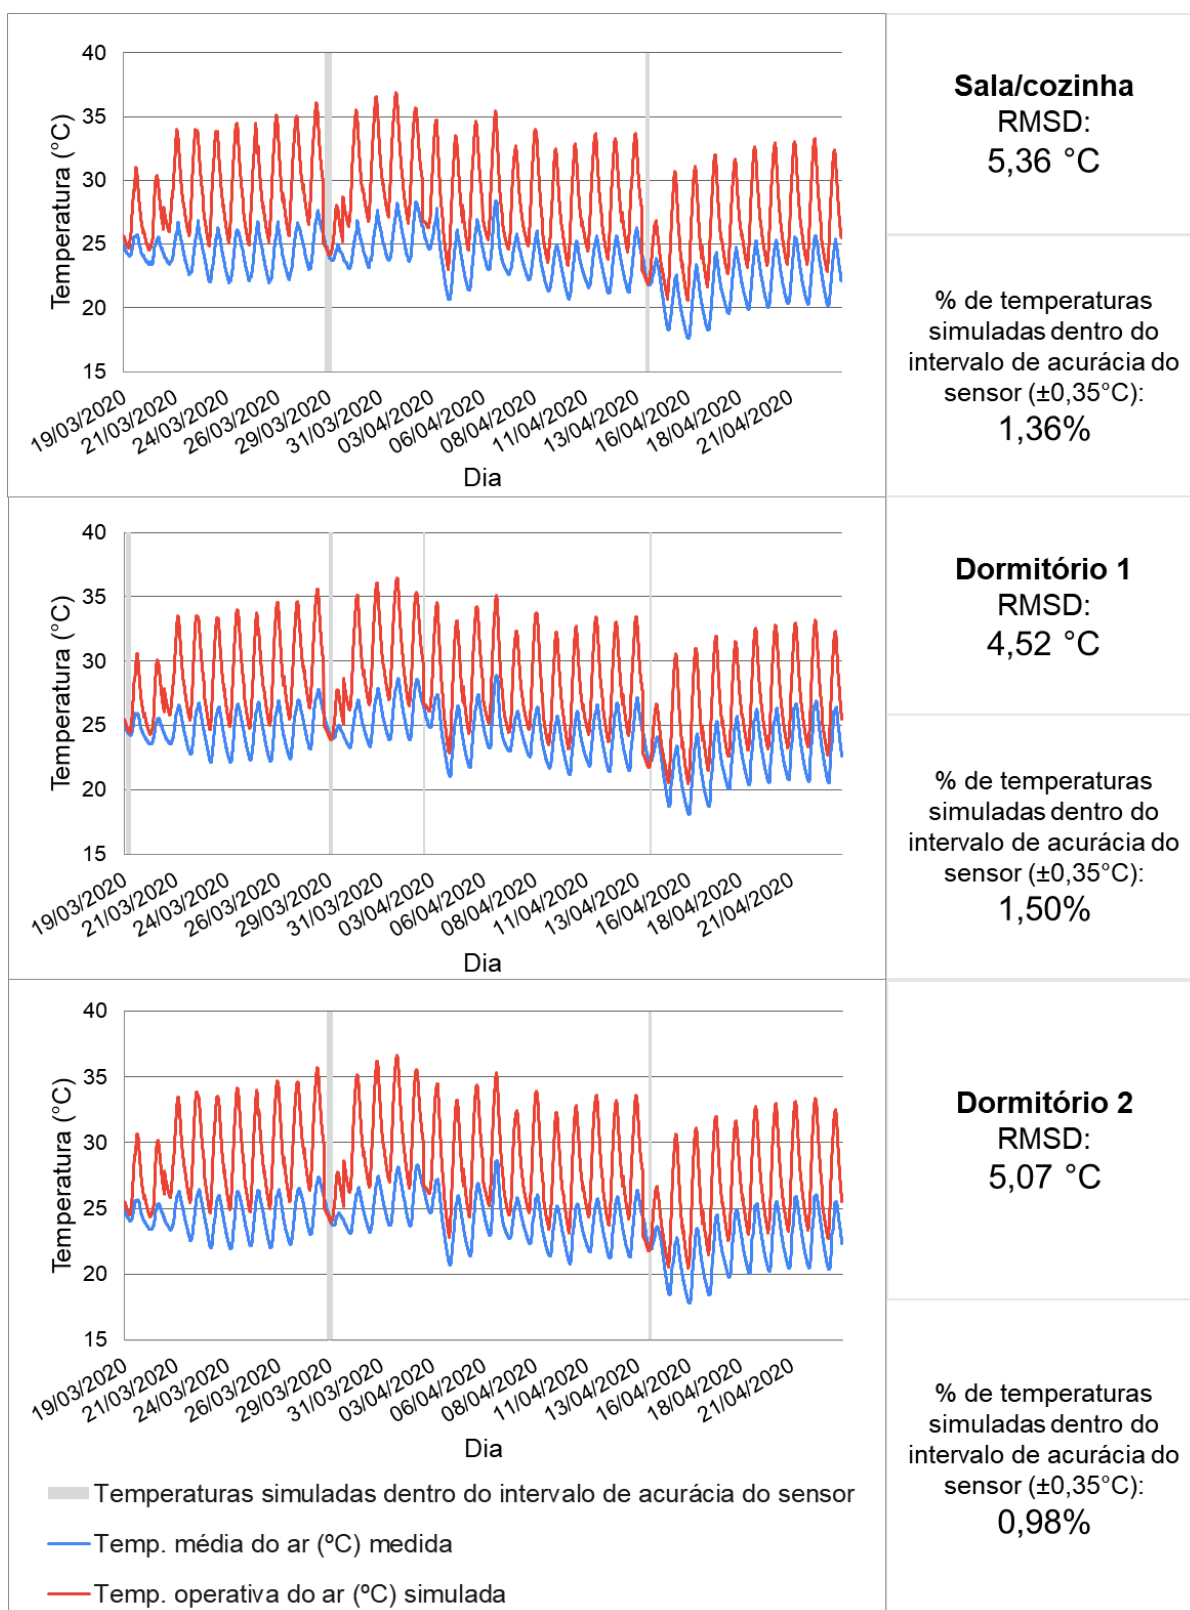 40
35
30
25
20
15
Temperatura (°C)
19/03/2020
21/03/2020
24/03/2020
26/03/2020
29/03/2020
31/03/2020
03/04/2020
06/04/2020
08/04/2020
11/04/2020
13/04/2020
16/04/2020
18/04/2020
21/04/2020
Dia
Sala/cozinha
RMSD:
5,36 °C
% de temperaturas
simuladas dentro do
intervalo de acurácia do
sensor (±0,35°C):
1,36%
40
35
30
25
20
15
Temperatura (°C)
19/03/2020
21/03/2020
24/03/2020
26/03/2020
29/03/2020
31/03/2020
03/04/2020
06/04/2020
08/04/2020
11/04/2020
13/04/2020
16/04/2020
18/04/2020
21/04/2020
Dia
Dormitório 1
RMSD:
4,52 °C
% de temperaturas
simuladas dentro do
intervalo de acurácia do
sensor (±0,35°C):
1,50%
40
35
30
25
20
15
Temperatura (°C)
19/03/2020
21/03/2020
24/03/2020
26/03/2020
29/03/2020
31/03/2020
03/04/2020
06/04/2020
08/04/2020
11/04/2020
13/04/2020
16/04/2020
18/04/2020
21/04/2020
Dia
Temperaturas simuladas dentro do intervalo de acurácia do sensor
Temp. média do ar (ºC) medida
Temp. operativa do ar (ºC) simulada
Dormitório 2
RMSD:
5,07 °C
% de temperaturas
simuladas dentro do
intervalo de acurácia do
sensor (±0,35°C):
0,98%